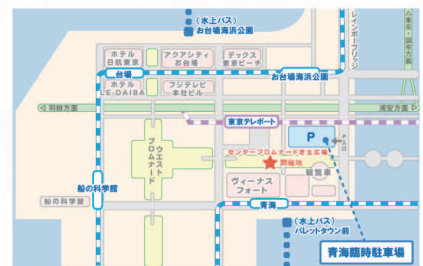 (水上バス)
お台場海浜公園
レインボーブリッジ
ホテル
日航東京
アクアシティ
お台場
デックス
東京ビーチ
台場
お台場海浜公園
ホテル
L'E-DAIBA
フジテレビ
本社ビル
羽田方面
浦安方面
東京テレポート
P
ウエスト
プロムナード
センタープロムナード芝生広場
開催地
観覧車
船の科学館
ヴィーナス
フォート
船の科学館
青海
(水上バス)
パレットタウン前
青海臨時駐車場